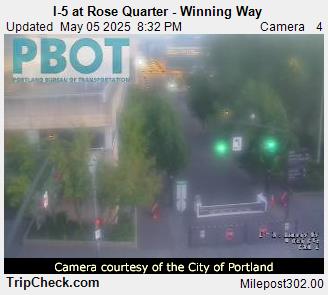 I-5 at Rose Quarter - Winning Way
Updated May 05 2025 8:32 PM Camera 4
PBOT
PORTLAND BUREAU OF TRANSPORTATION
Camera courtesy of the City of Portland
TripCheck.com Milepost302.00